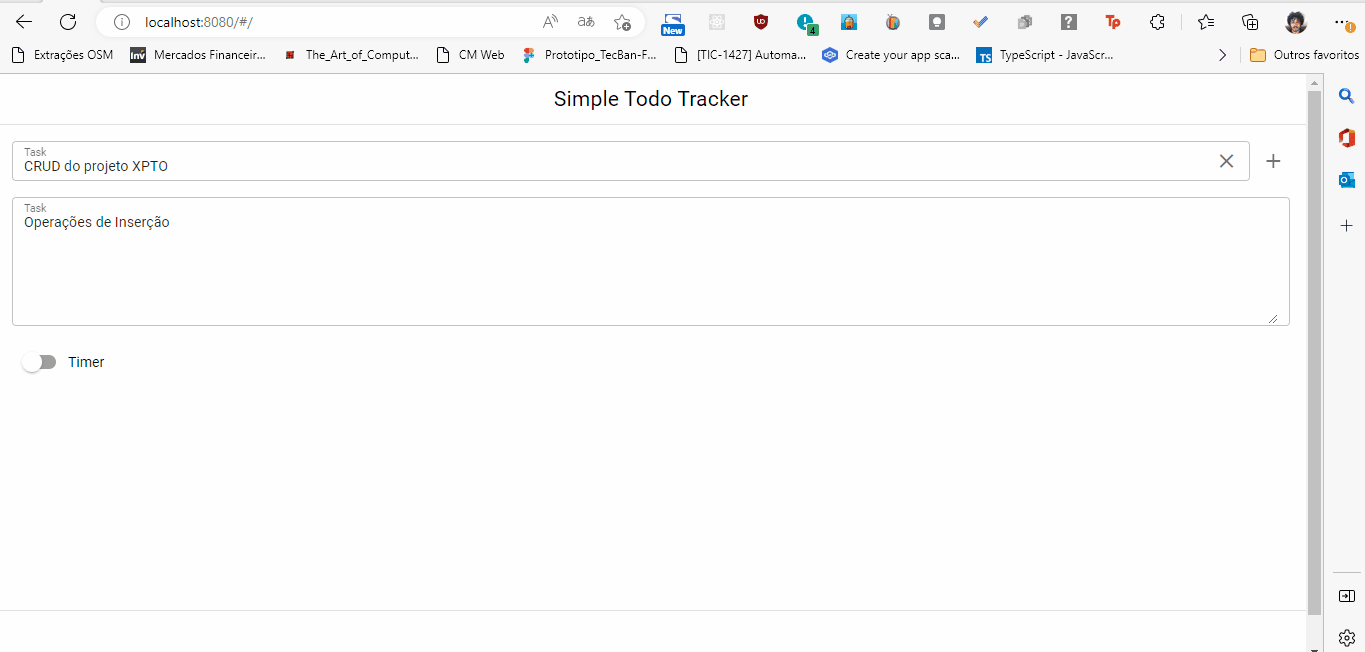 localhost:8080/#/
A
aあ
New
4
?
Tp
Extrações OSM
Inv Mercados Financeir...
The_Art_of_Comput...
CM Web
Prototipo_TecBan-F...
[TIC-1427] Automa...
Create your app sca...
TS TypeScript - JavaScr...
Outros favoritos
Simple Todo Tracker
Task
CRUD do projeto XPTO
Task
Operações de Inserção
Timer